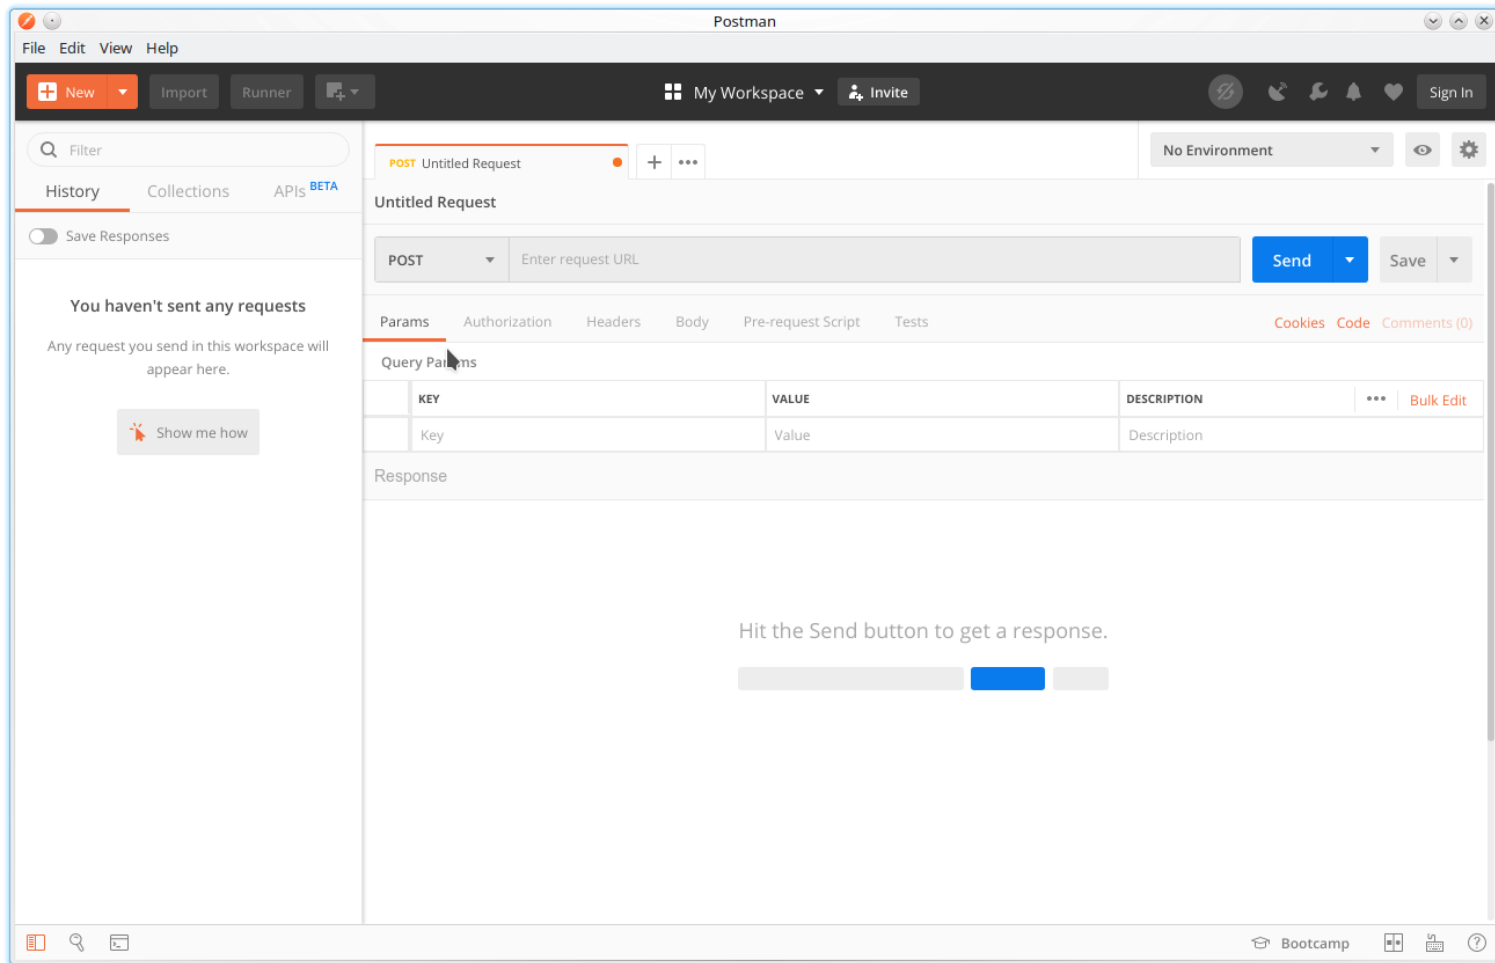 Postman
File Edit View Help
New Import Runner My Workspace Invite Sign In
Filter
History Collections APIs BETA
Save Responses
You haven't sent any requests
Any request you send in this workspace will
appear here.
Show me how
POST Untitled Request
No Environment
Untitled Request
POST Enter request URL Send Save
Params Authorization Headers Body Pre-request Script Tests Cookies Code Comments (0)
Query Params
KEY VALUE DESCRIPTION Bulk Edit
Key Value Description
Response
Hit the Send button to get a response.
Bootcamp